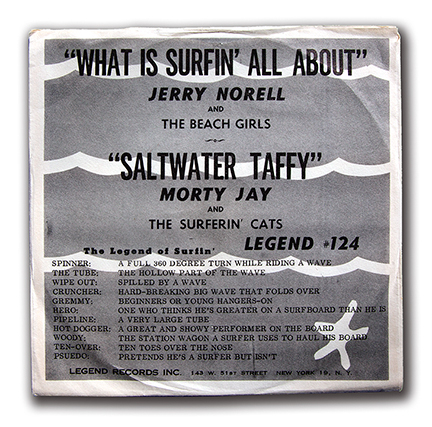 "WHAT IS SURFIN' ALL ABOUT"
JERRY NORELL
AND
THE BEACH GIRLS
"SALTWATER TAFFY"
MORTY JAY
AND
THE SURFERIN' CATS
The Legend of Surfin' LEGEND #124
SPINNER: A FULL 360 DEGREE TURN WHILE RIDING A WAVE
THE TUBE: THE HOLLOW PART OF THE WAVE
WIPE OUT: SPILLED BY A WAVE
CRUNCHER: HARD-BREAKING BIG WAVE THAT FOLDS OVER
GREMMY: BEGINNERS OR YOUNG HANGERS-ON
HERO: ONE WHO THINKS HE'S GREATER ON A SURFBOARD THAN HE IS
PIPELINE: A VERY LARGE TUBE
HOT DOGGER: A GREAT AND SHOWY PERFORMER ON THE BOARD
WOODY: THE STATION WAGON A SURFER USES TO HAUL HIS BOARD
TEN-OVER: TEN TOES OVER THE NOSE
PSUEDO: PRETENDS HE'S A SURFER BUT ISN'T
LEGEND RECORDS INC. 143 W. 51ST STREET NEW YORK 19, N. Y.